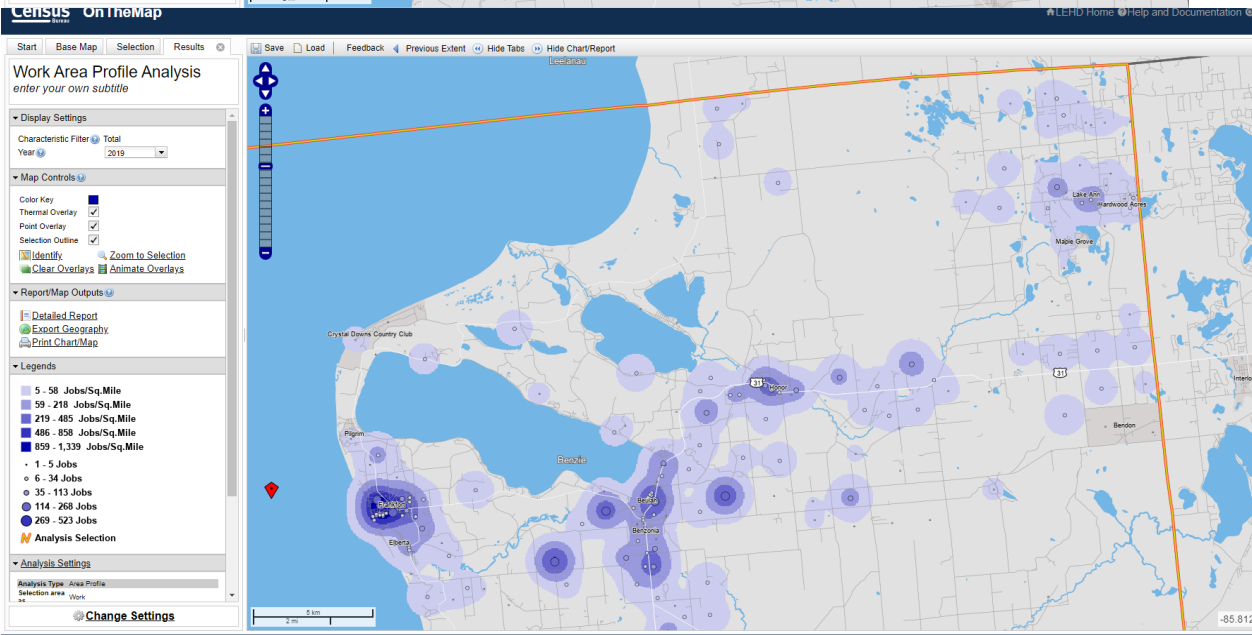 2 mi
Census OnTheMap
Bureau
LEHD Home Help and Documentation
Start Base Map Selection Results
Save Load Feedback Previous Extent Hide Tabs Hide Chart/Report
Work Area Profile Analysis
enter your own subtitle
Display Settings
Characteristic Filter Total
Year 2019
Map Controls
Color Key
Thermal Overlay
Point Overlay
Selection Outline
Identify Zoom to Selection
Clear Overlays Animate Overlays
Report/Map Outputs
Detailed Report
Export Geography
Print Chart/Map
Legends
5 - 58 Jobs/Sq.Mile
59 - 218 Jobs/Sq.Mile
219 - 485 Jobs/Sq.Mile
486 - 858 Jobs/Sq.Mile
859 - 1,339 Jobs/Sq.Mile
1 - 5 Jobs
6 - 34 Jobs
35 - 113 Jobs
114 - 268 Jobs
269 - 523 Jobs
Analysis Selection
Analysis Settings
Analysis Type Area Profile
Selection area as Work
Change Settings
Leelanau
Lake Ann
Hardwood Acres
Maple Grove
Crystal Downs Country Club
31
Honor
31
Interlo
Bendon
Pilgrim
Benzie
Frankfort
Beulah
Benzonia
Elberta
5 km
2 mi
-85.812